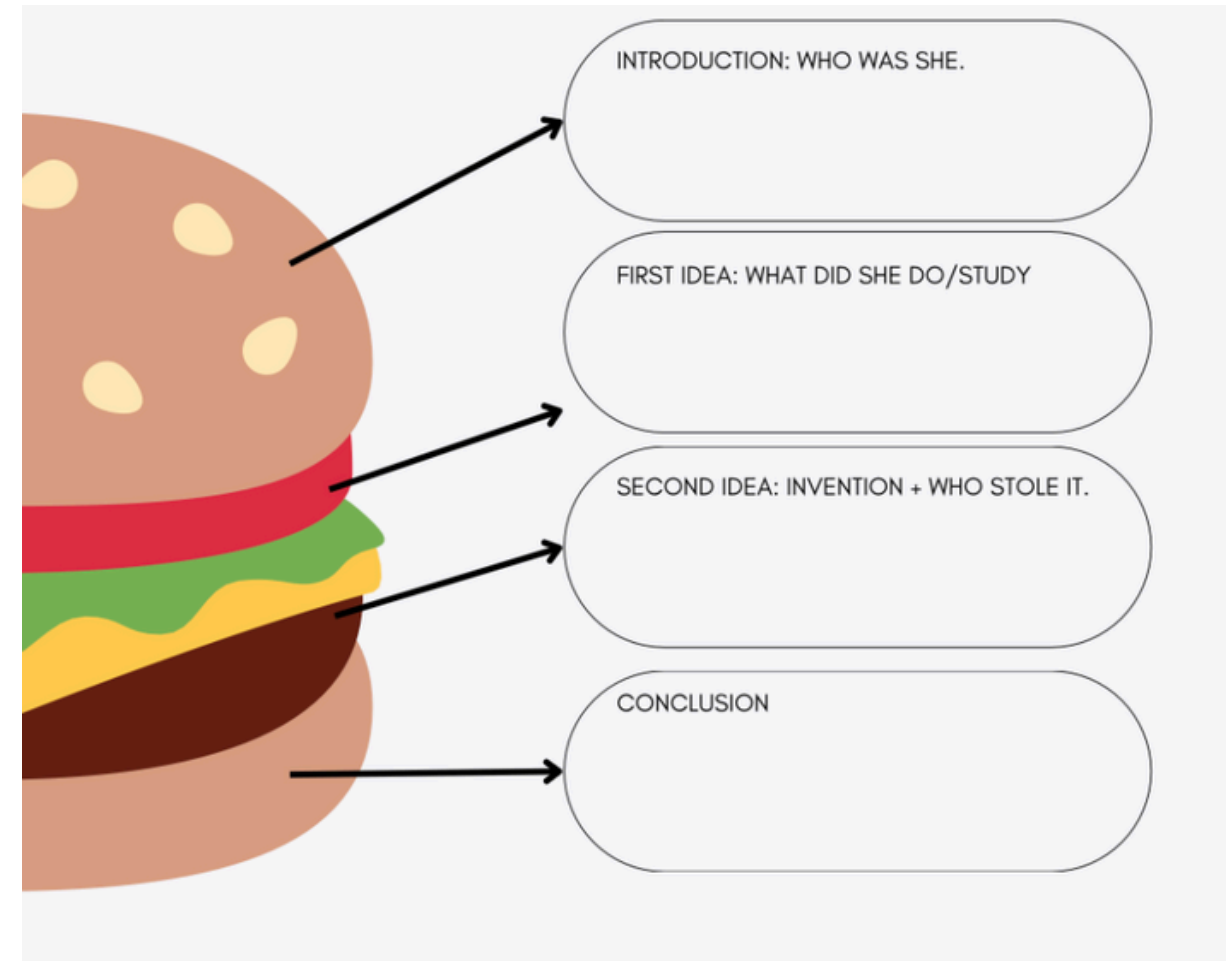 INTRODUCTION: WHO WAS SHE.
FIRST IDEA: WHAT DID SHE DO/STUDY
SECOND IDEA: INVENTION + WHO STOLE IT.
CONCLUSION